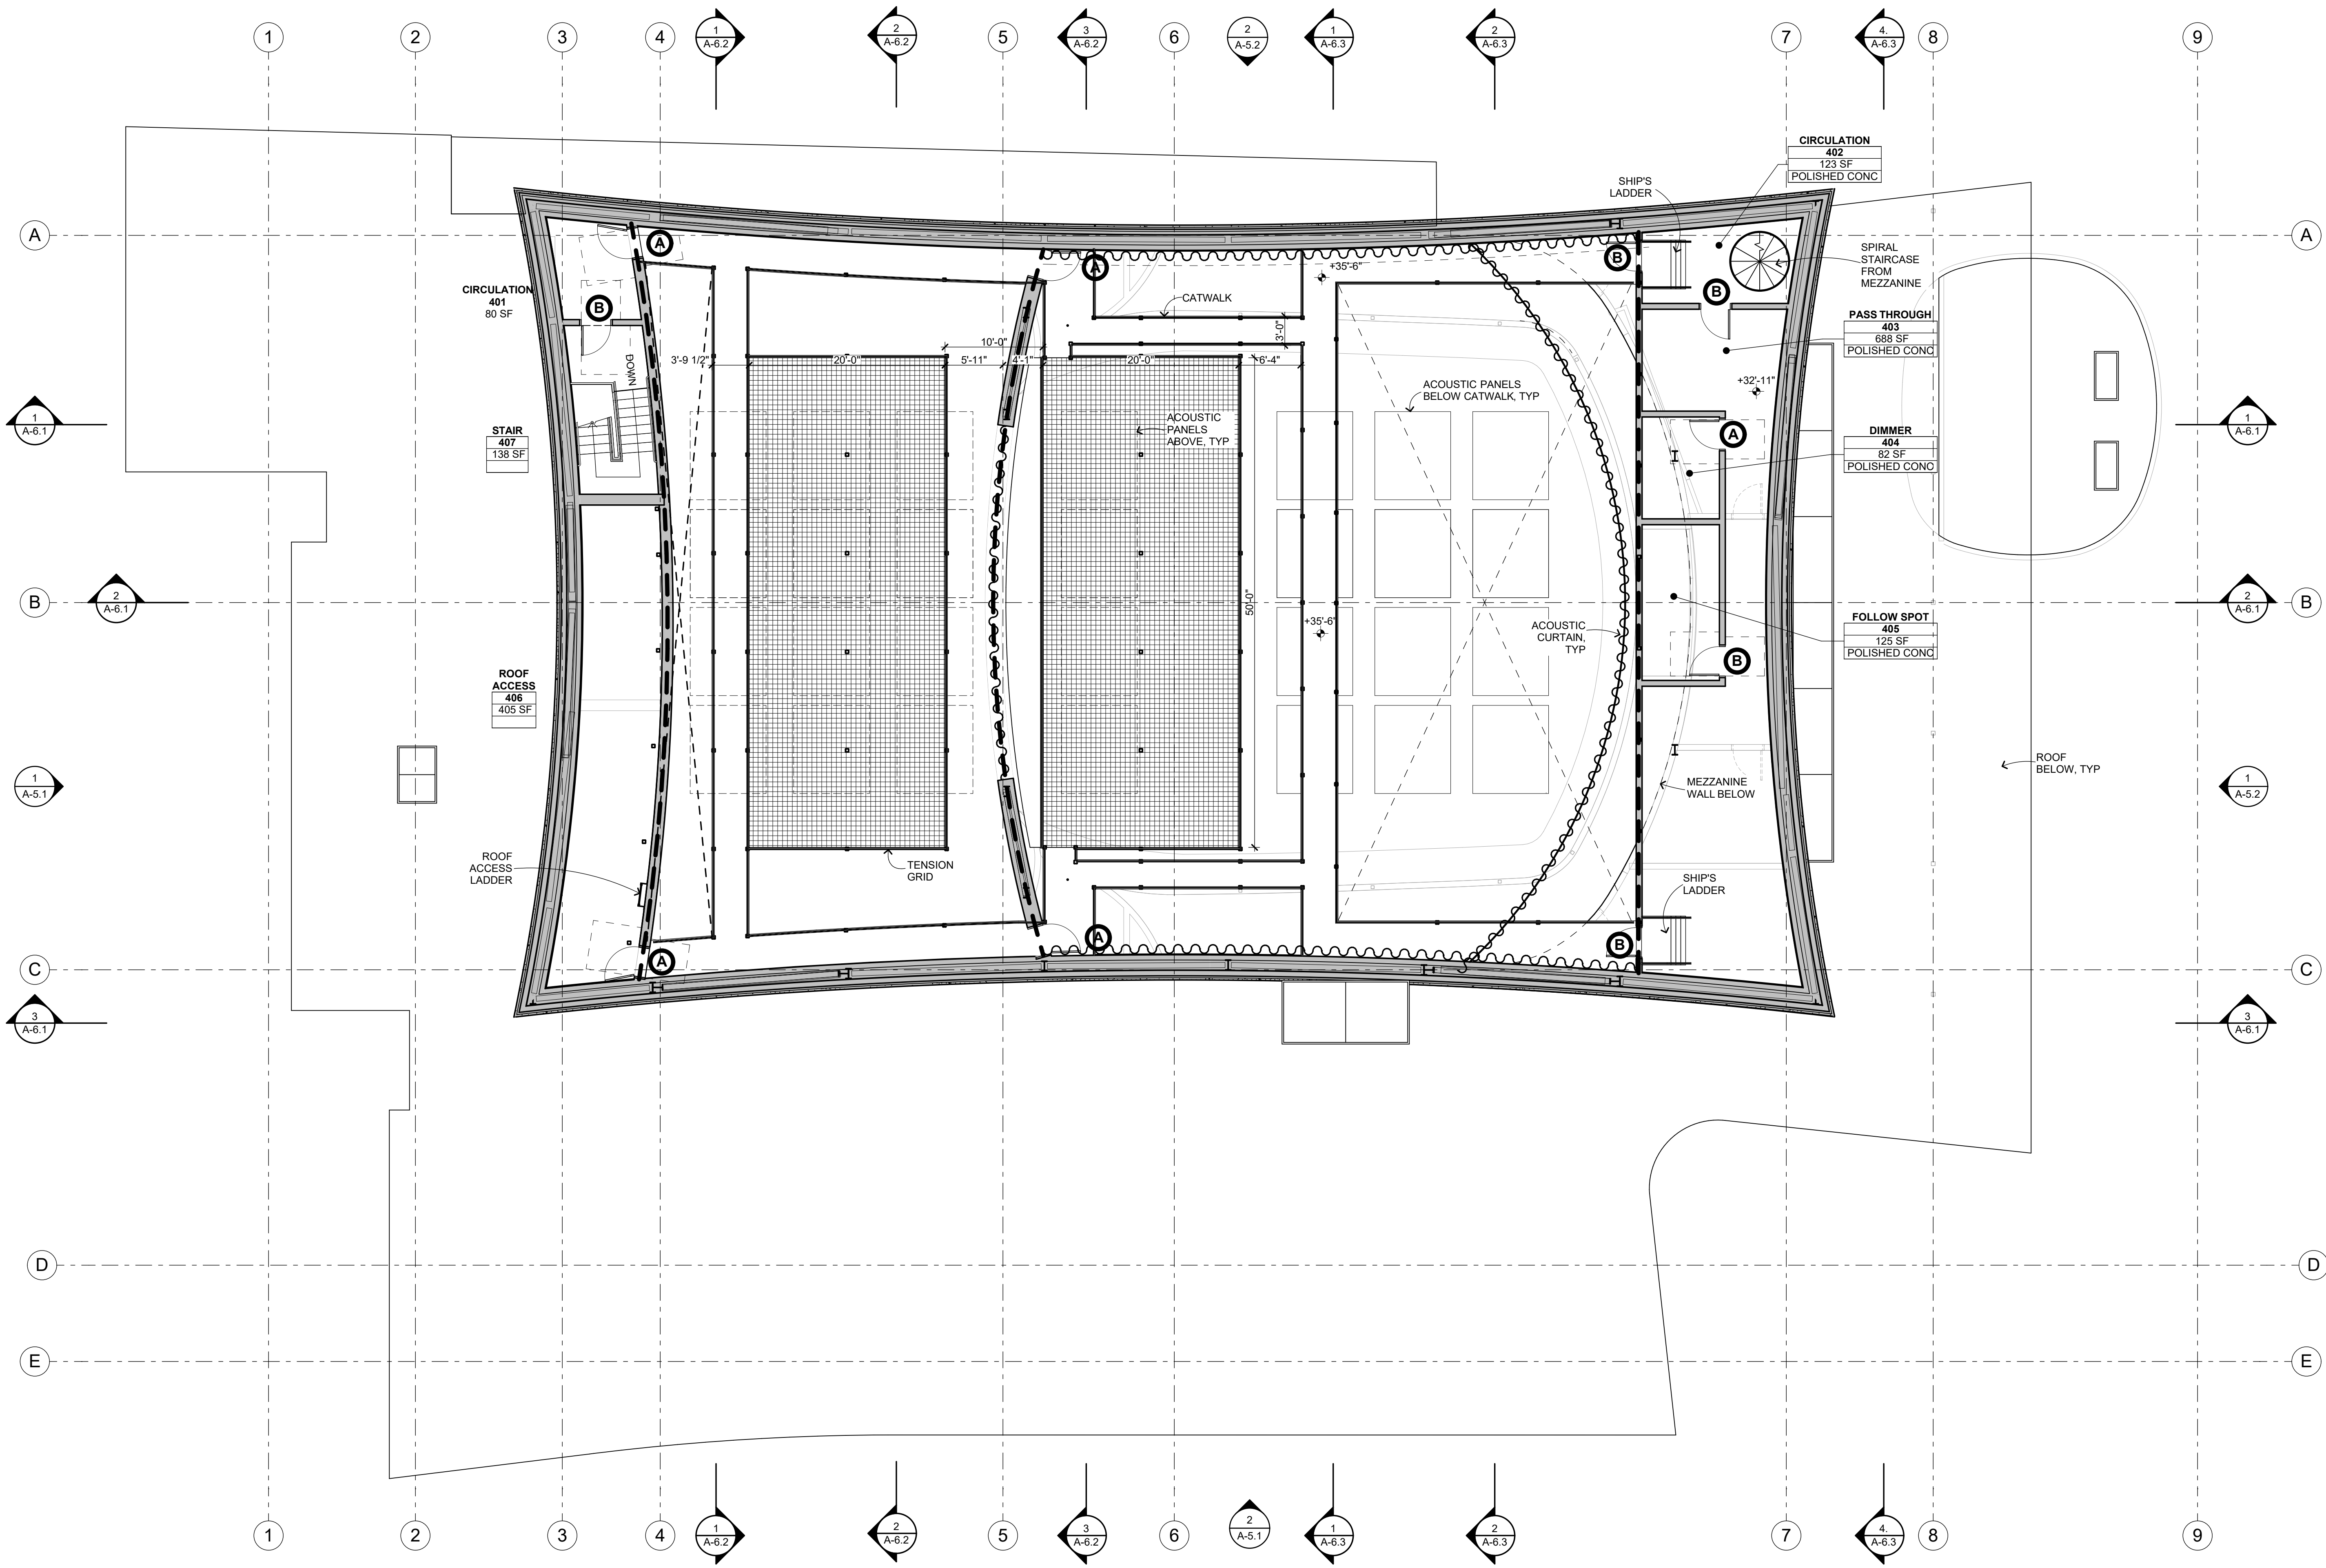 1
2
3
4
1
A-6.2
2
A-6.2
5
3
A-6.2
6
2
A-5.2
1
A-6.3
2
A-6.3
7
4.
A-6.3
8
9
CIRCULATION
402
123 SF
POLISHED CONC
SHIP'S
LADDER
A
A
A
A
B
SPIRAL
STAIRCASE
FROM
MEZZANINE
+35'-6"
CIRCULATION
401
80 SF
B
B
CATWALK
PASS THROUGH
403
688 SF
POLISHED CONC
3'-0"
10'-0"
3'-9 1/2"
20'-0"
5'-11"
4'-1"
20'-0"
6'-4"
DOWN
+32'-11"
ACOUSTIC PANELS
BELOW CATWALK, TYP
1
A-6.1
ACOUSTIC
PANELS
ABOVE, TYP
1
A-6.1
STAIR
407
138 SF
A
DIMMER
404
82 SF
POLISHED CONC
B
2
A-6.1
50'-0"
+35'-6"
ACOUSTIC
CURTAIN,
TYP
FOLLOW SPOT
405
125 SF
POLISHED CONC
2
A-6.1
B
B
ROOF
ACCESS
406
405 SF
1
A-5.1
MEZZANINE
WALL BELOW
ROOF
BELOW, TYP
1
A-5.2
ROOF
ACCESS
LADDER
TENSION
GRID
SHIP'S
LADDER
A
A
B
C
C
3
A-6.1
3
A-6.1
D
D
E
E
1
2
3
4
1
A-6.2
2
A-6.2
5
3
A-6.2
6
2
A-5.1
1
A-6.3
2
A-6.3
7
4.
A-6.3
8
9